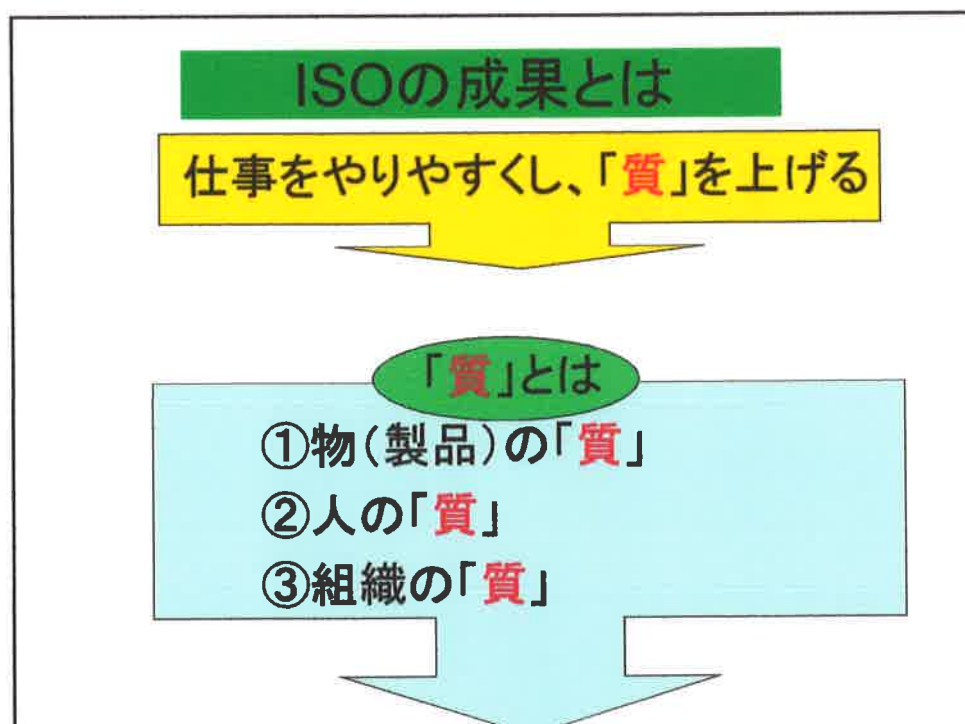 ISOの成果とは
仕事をやりやすくし、「質」を上げる
「質」とは
①物(製品)の「質」
②人の「質」
③組織の「質」